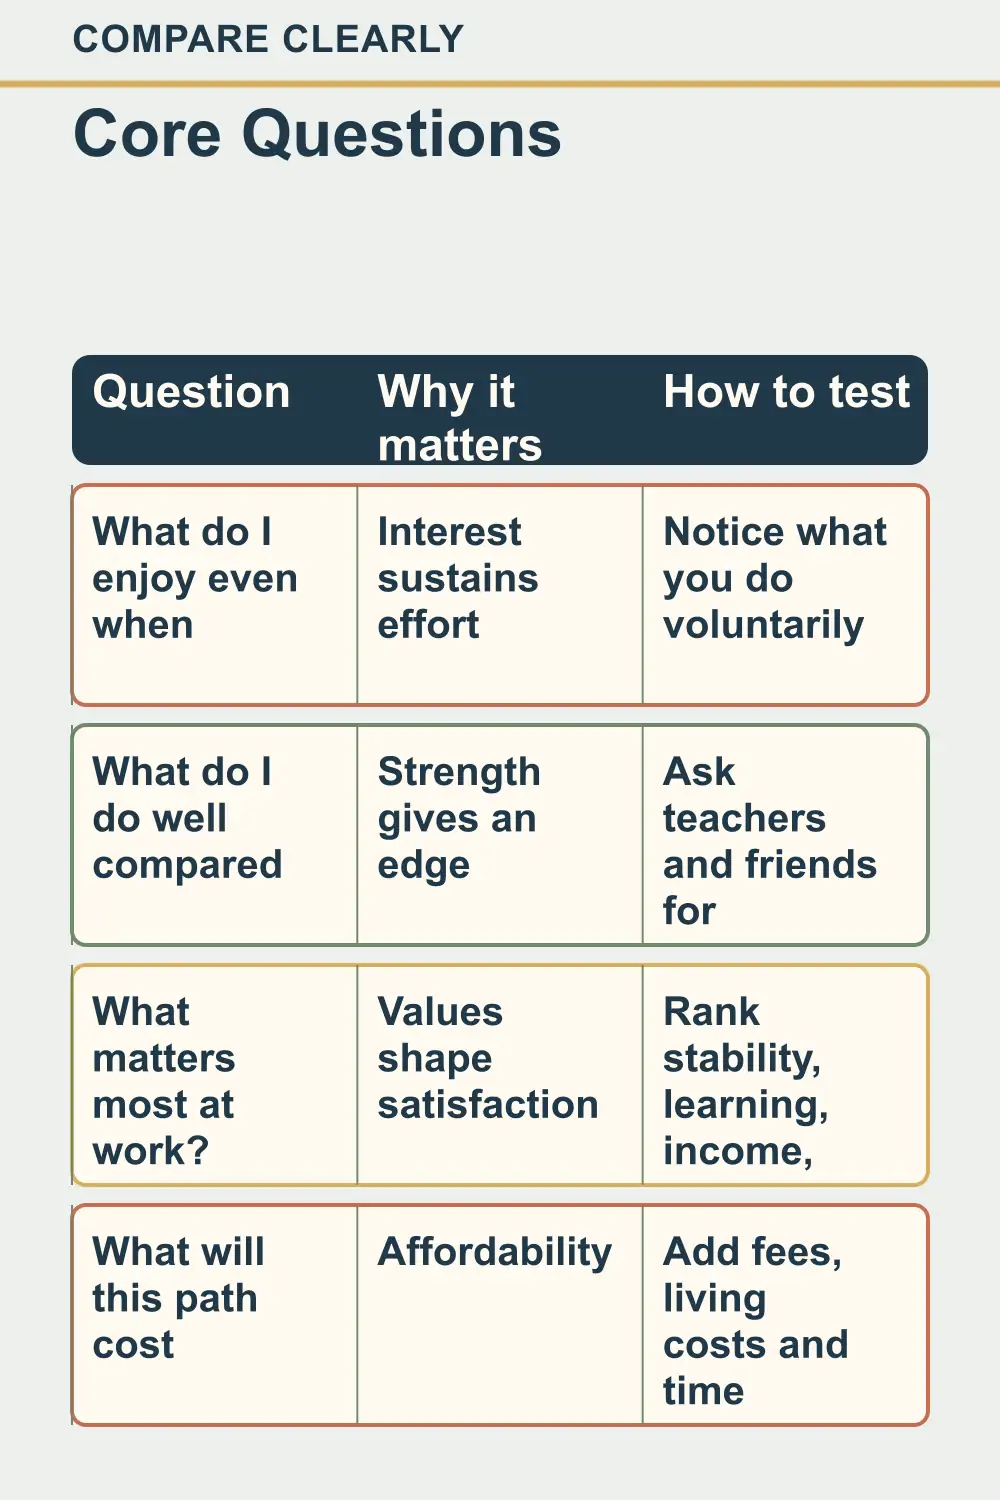 COMPARE CLEARLY
Core Questions
Question
Why it
matters
How to test
What do I
enjoy even
when
Interest
sustains
effort
Notice what
you do
voluntarily
What do I
do well
compared
Strength
gives an
edge
Ask
teachers
and friends
for
What
matters
most at
work?
Values
shape
satisfaction
Rank
stability,
learning,
income,
What will
this path
cost
Affordability
Add fees,
living
costs and
time